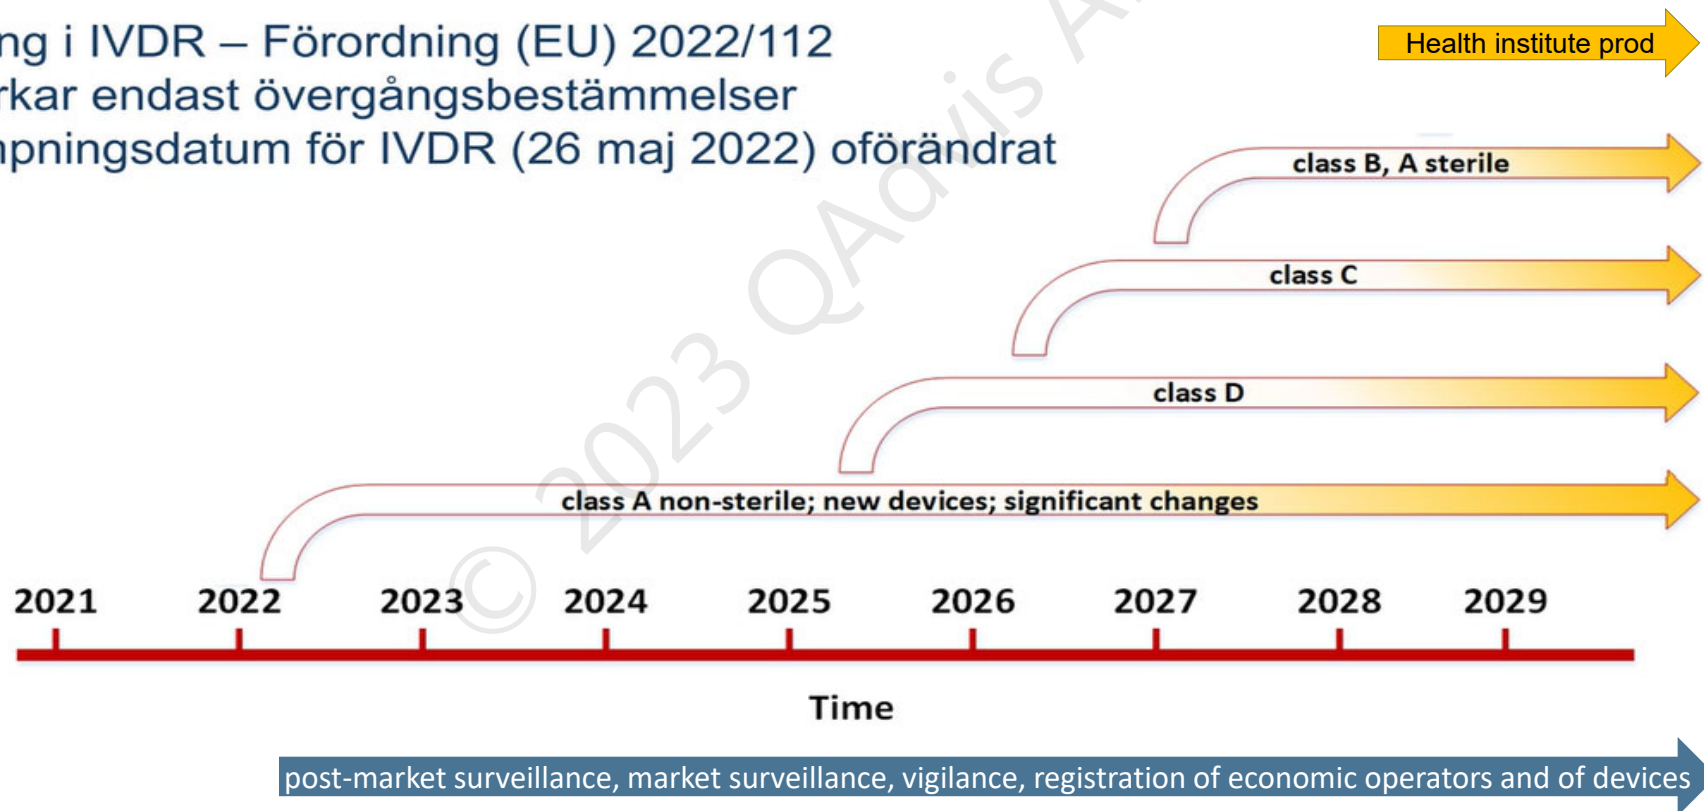 ng i IVDR – Förordning (EU) 2022/112
rkar endast övergångsbestämmelser
npningsdatum för IVDR (26 maj 2022) oförändrat
Health institute prod
class B, A sterile
class C
class D
class A non-sterile; new devices; significant changes
2021 2022 2023 2024 2025 2026 2027 2028 2029
Time
post-market surveillance, market surveillance, vigilance, registration of economic operators and of devices
© 2023 QAdvis A